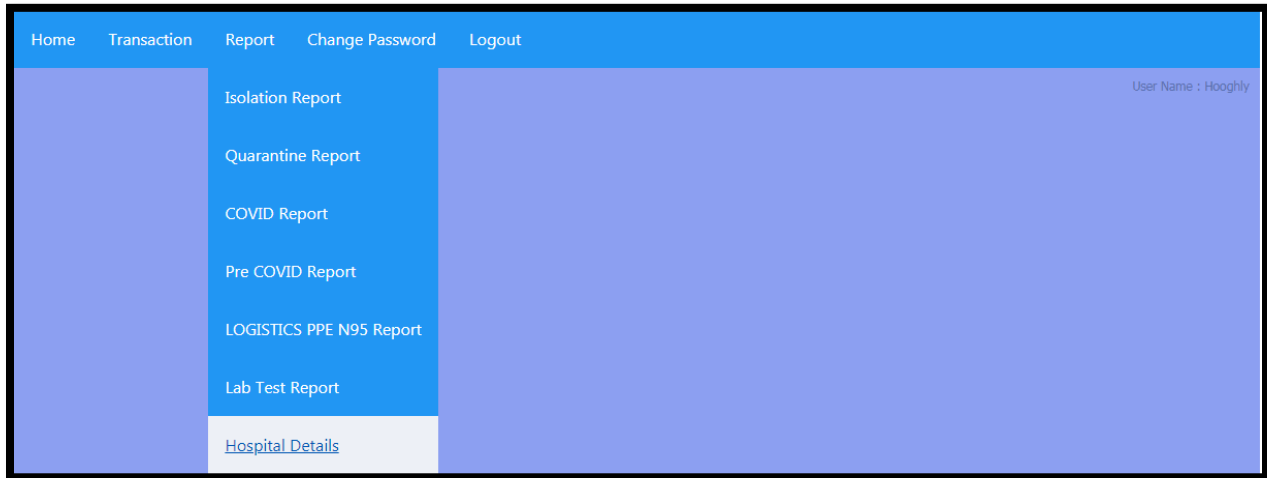 Home Transaction Report Change Password Logout
User Name : Hooghly
Isolation Report
Quarantine Report
COVID Report
Pre COVID Report
LOGISTICS PPE N95 Report
Lab Test Report
Hospital Details